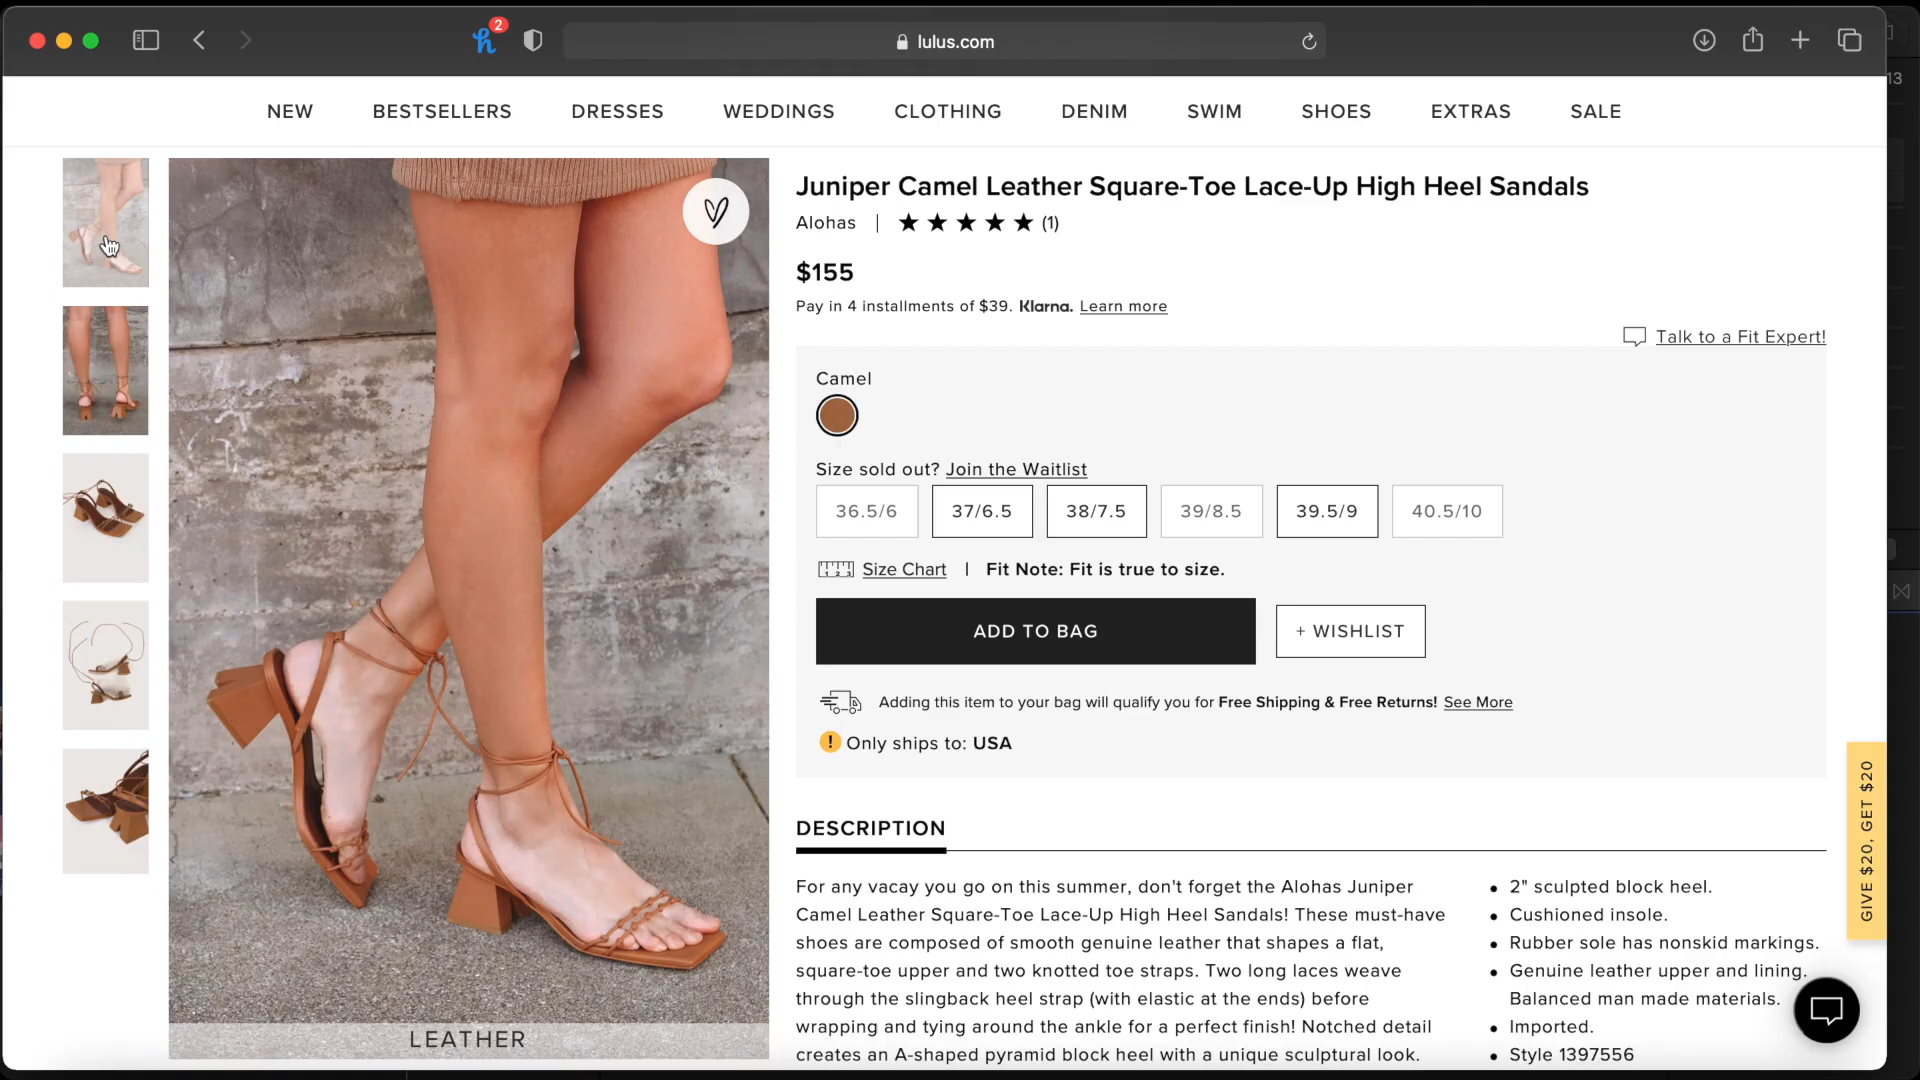 2
lulus.com
13
NEW BESTSELLERS DRESSES WEDDINGS CLOTHING DENIM SWIM SHOES EXTRAS SALE
Juniper Camel Leather Square-Toe Lace-Up High Heel Sandals
Alohas | ★ ★ ★ ★ ★ (1)
$155
Pay in 4 installments of $39. Klarna. Learn more
Talk to a Fit Expert!
Camel
Size sold out? Join the Waitlist
36.5/6 37/6.5 38/7.5 39/8.5 39.5/9 40.5/10
Size Chart | Fit Note: Fit is true to size.
ADD TO BAG + WISHLIST
Adding this item to your bag will qualify you for Free Shipping & Free Returns! See More
! Only ships to: USA
GIVE $20, GET $20
DESCRIPTION
For any vacay you go on this summer, don't forget the Alohas Juniper
Camel Leather Square-Toe Lace-Up High Heel Sandals! These must-have
shoes are composed of smooth genuine leather that shapes a flat,
square-toe upper and two knotted toe straps. Two long laces weave
through the slingback heel strap (with elastic at the ends) before
wrapping and tying around the ankle for a perfect finish! Notched detail
creates an A-shaped pyramid block heel with a unique sculptural look.
• 2" sculpted block heel.
• Cushioned insole.
• Rubber sole has nonskid markings.
• Genuine leather upper and lining.
Balanced man made materials.
• Imported.
• Style 1397556
LEATHER